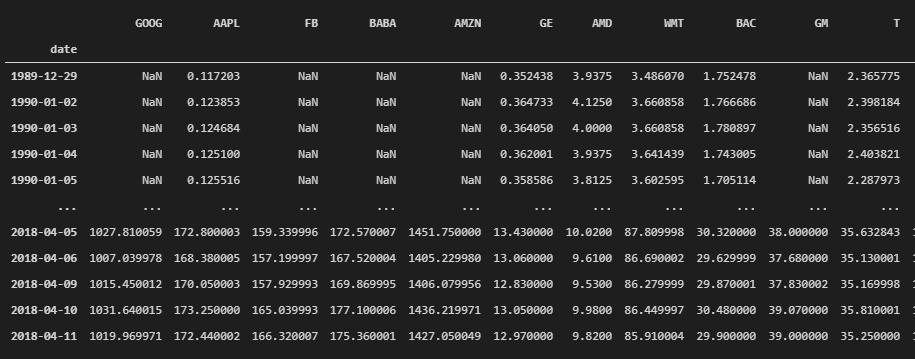 GOOG AAPL FB BABA AMZN GE AMD WMT BAC GM T
date
1989-12-29 NaN 0.117203 NaN NaN NaN 0.352438 3.9375 3.486070 1.752478 NaN 2.365775
1990-01-02 NaN 0.123853 NaN NaN NaN 0.364733 4.1250 3.660858 1.766686 NaN 2.398184
1990-01-03 NaN 0.124684 NaN NaN NaN 0.364050 4.0000 3.660858 1.780897 NaN 2.356516
1990-01-04 NaN 0.125100 NaN NaN NaN 0.362001 3.9375 3.641439 1.743005 NaN 2.403821
1990-01-05 NaN 0.125516 NaN NaN NaN 0.358586 3.8125 3.602595 1.705114 NaN 2.287973
... ... ... ... ... ... ... ... ... ... ... ...
2018-04-05 1027.810059 172.800003 159.339996 172.570007 1451.750000 13.430000 10.0200 87.809998 30.320000 38.000000 35.632843
2018-04-06 1007.039978 168.380005 157.199997 167.520004 1405.229980 13.060000 9.6100 86.690002 29.629999 37.680000 35.130001
2018-04-09 1015.450012 170.050003 157.929993 169.869995 1406.079956 12.830000 9.5300 86.279999 29.870001 37.830002 35.169998
2018-04-10 1031.640015 173.250000 165.039993 177.100006 1436.219971 13.050000 9.9800 86.449997 30.480000 39.070000 35.810001
2018-04-11 1019.969971 172.440002 166.320007 175.360001 1427.050049 12.970000 9.8200 85.910004 29.900000 39.000000 35.250000